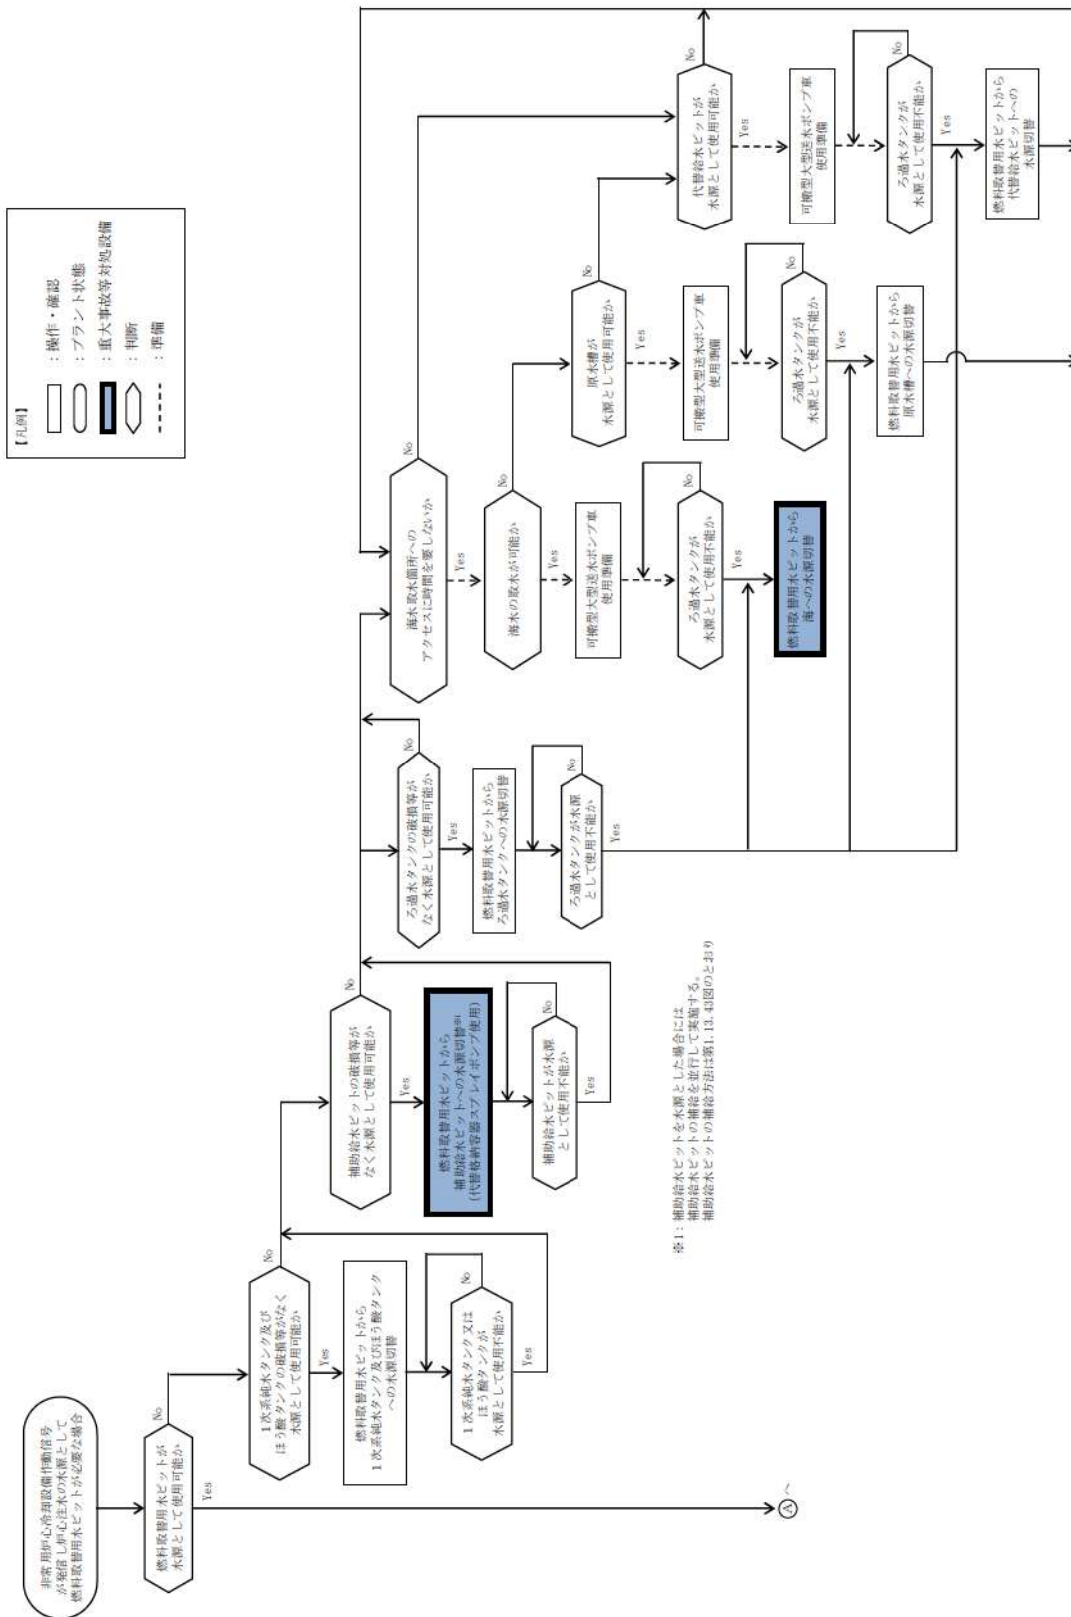 【凡例】
：操作・確認
：プラント状態
：重大事故等対処設備
：判断
：準備
非常用炉心冷却設備作動信号
が発信し炉心注水の水源として
燃料取替用水ピットが必要な場合
燃料取替用水ピットが
水源として使用可能か
No
Yes
Ⓐへ
1次系純水タンク及び
ほう酸タンクの破損等がなく
水源として使用可能か
No
Yes
燃料取替用水ピットから
1次系純水タンク及びほう酸タンク
への水源切替
1次系純水タンク又は
ほう酸タンクが
水源として使用不能か
No
Yes
補助給水ピットの破損等が
なく水源として使用可能か
No
Yes
燃料取替用水ピットから
補助給水ピットへの水源切替※1
(代替格納容器スプレイポンプ使用)
補助給水ピットが水源
として使用不能か
No
Yes
ろ過水タンクの破損等が
なく水源として使用可能か
No
Yes
燃料取替用水ピットから
ろ過水タンクへの水源切替
ろ過水タンクが水源
として使用不能か
No
Yes
海水取水箇所への
アクセスに時間を要しないか
No
Yes
海水の取水が可能か
No
Yes
可搬型大型送水ポンプ車
使用準備
ろ過水タンクが
水源として使用不能か
No
Yes
燃料取替用水ピットから
海への水源切替
原水槽が
水源として使用可能か
No
Yes
可搬型大型送水ポンプ車
使用準備
ろ過水タンクが
水源として使用不能か
No
Yes
燃料取替用水ピットから
原水槽への水源切替
代替給水ピットが
水源として使用可能か
No
Yes
可搬型大型送水ポンプ車
使用準備
ろ過水タンクが
水源として使用不能か
No
Yes
燃料取替用水ピットから
代替給水ピットへの
水源切替
※1：補助給水ピットを水源とした場合には
補助給水ピットの補給を並行して実施する。
補助給水ピットの補給方法は第1.13.43図のとおり